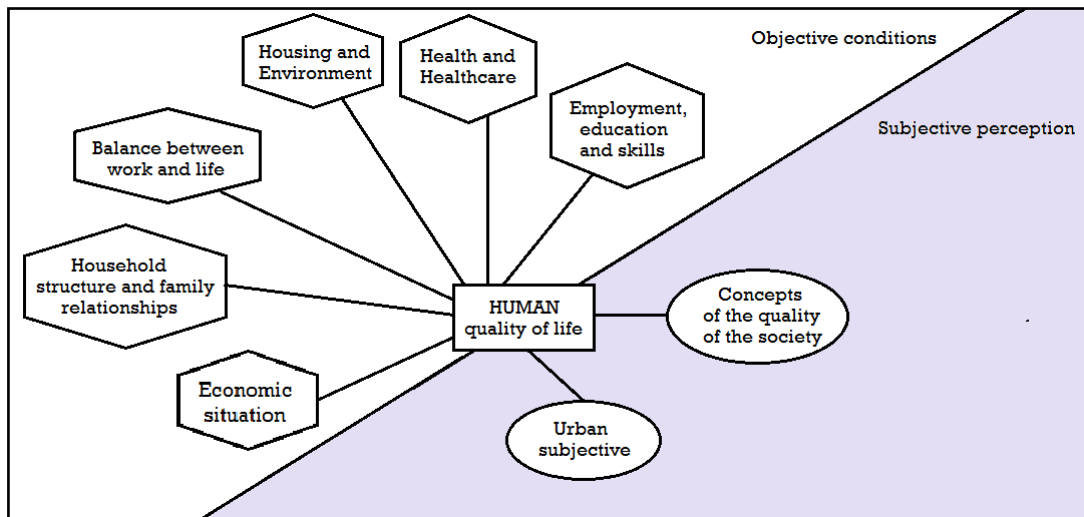 Housing and
Environment
Health and
Healthcare
Objective conditions
Employment,
education
and skills
Subjective perception
Balance between
work and life
Household
structure and family
relationships
HUMAN
quality of life
Concepts
of the quality
of the society
Economic
situation
Urban
subjective